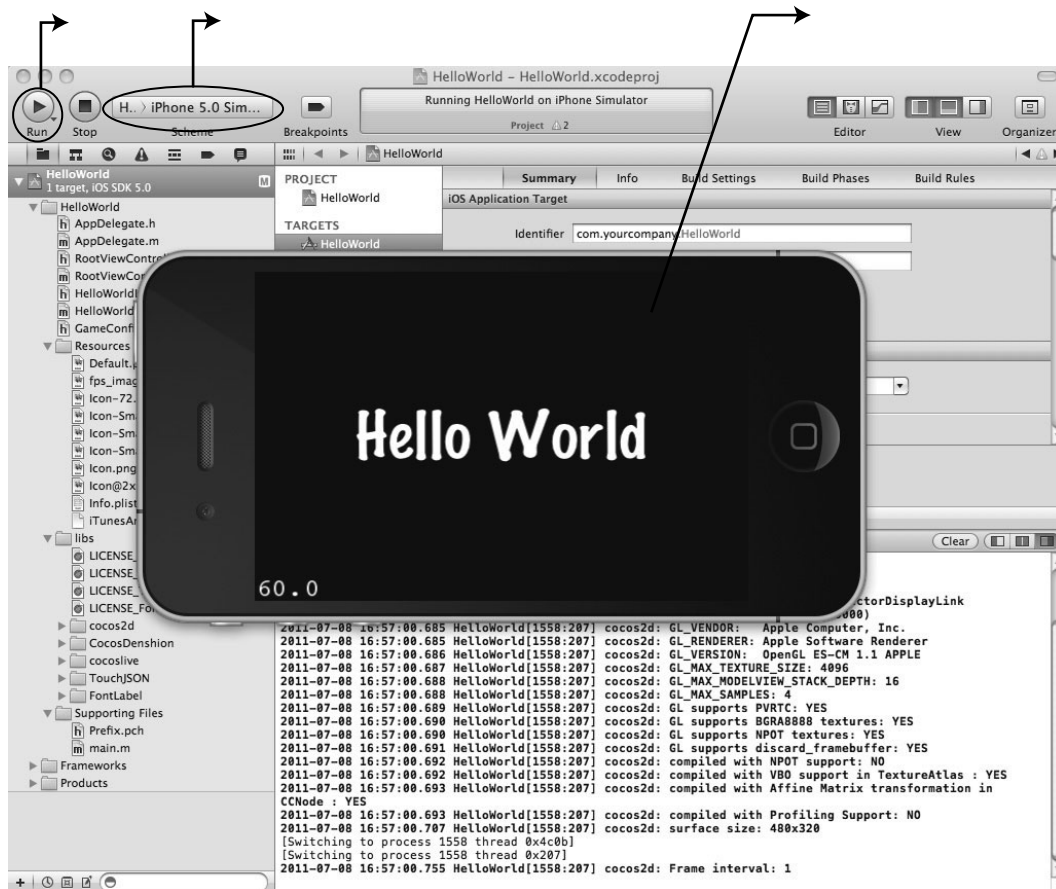 HelloWorld – HelloWorld.xcodeproj
H.. 〉 iPhone 5.0 Sim...
Running HelloWorld on iPhone Simulator
Project 2
Run Stop Scheme Breakpoints Editor View Organizer
HelloWorld
HelloWorld
1 target, iOS SDK 5.0
M
HelloWorld
h AppDelegate.h
m AppDelegate.m
h
m
h
m
h
Resources
Icon-72.
Icon.png
Info.plist
libs
cocos2d
CocosDenshion
cocoslive
TouchJSON
FontLabel
Supporting Files
h Prefix.pch
m main.m
Frameworks
Products
PROJECT
HelloWorld
TARGETS
HelloWorld
Summary Info Build Settings Build Phases Build Rules
iOS Application Target
Identifier com.yourcompany.HelloWorld
Hello World
60.0
Clear
2011-07-08 16:57:00.685 HelloWorld[1558:207] cocos2d: GL_VENDOR: Apple Computer, Inc.
2011-07-08 16:57:00.685 HelloWorld[1558:207] cocos2d: GL_RENDERER: Apple Software Renderer
2011-07-08 16:57:00.686 HelloWorld[1558:207] cocos2d: GL_VERSION: OpenGL ES-CM 1.1 APPLE
2011-07-08 16:57:00.687 HelloWorld[1558:207] cocos2d: GL_MAX_TEXTURE_SIZE: 4096
2011-07-08 16:57:00.688 HelloWorld[1558:207] cocos2d: GL_MAX_MODELVIEW_STACK_DEPTH: 16
2011-07-08 16:57:00.688 HelloWorld[1558:207] cocos2d: GL_MAX_SAMPLES: 4
2011-07-08 16:57:00.689 HelloWorld[1558:207] cocos2d: GL supports PVRTC: YES
2011-07-08 16:57:00.690 HelloWorld[1558:207] cocos2d: GL supports BGRA8888 textures: YES
2011-07-08 16:57:00.690 HelloWorld[1558:207] cocos2d: GL supports NPOT textures: YES
2011-07-08 16:57:00.691 HelloWorld[1558:207] cocos2d: GL supports discard_framebuffer: YES
2011-07-08 16:57:00.692 HelloWorld[1558:207] cocos2d: compiled with NPOT support: NO
2011-07-08 16:57:00.692 HelloWorld[1558:207] cocos2d: compiled with VBO support in TextureAtlas : YES
2011-07-08 16:57:00.693 HelloWorld[1558:207] cocos2d: compiled with Affine Matrix transformation in
CCNode : YES
2011-07-08 16:57:00.693 HelloWorld[1558:207] cocos2d: compiled with Profiling Support: NO
2011-07-08 16:57:00.707 HelloWorld[1558:207] cocos2d: surface size: 480x320
[Switching to process 1558 thread 0x4c0b]
[Switching to process 1558 thread 0x207]
2011-07-08 16:57:00.755 HelloWorld[1558:207] cocos2d: Frame interval: 1